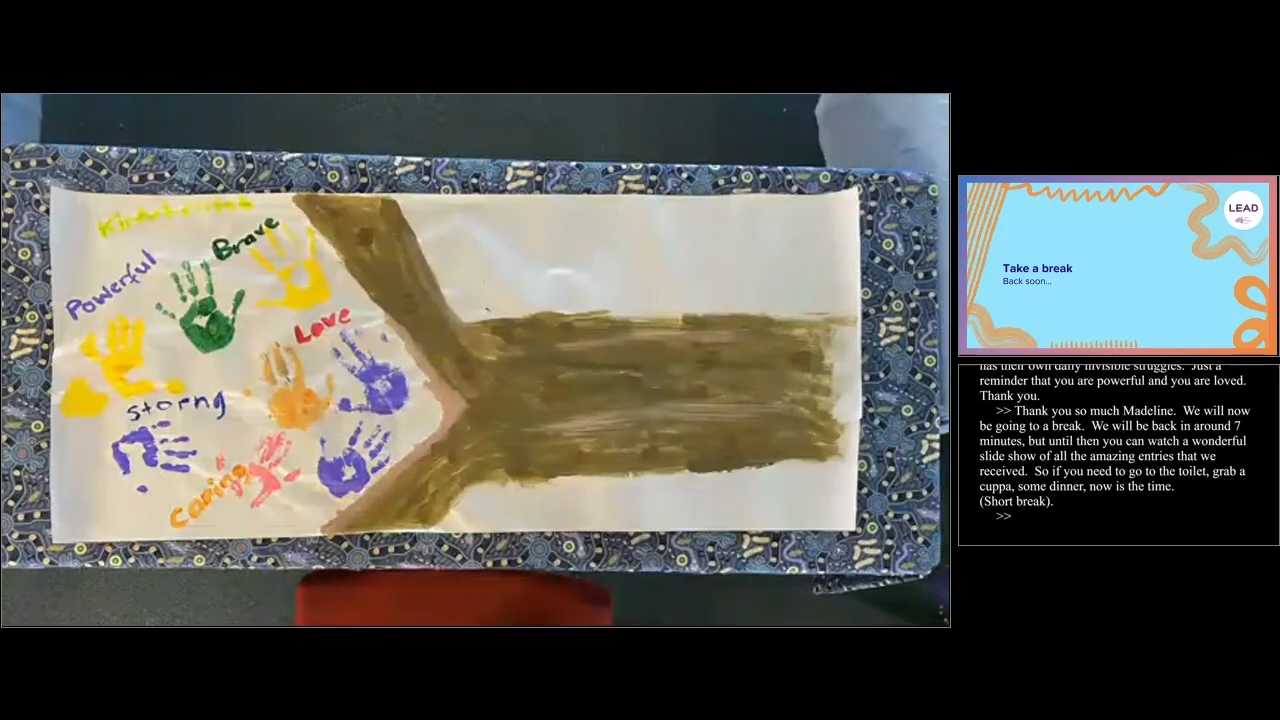 Brave
Powerful
Love
storng
caring
LEAD
Take a break
Back soon...
has their own daily invisible struggles. Just a
reminder that you are powerful and you are loved.
Thank you.
>> Thank you so much Madeline. We will now
be going to a break. We will be back in around 7
minutes, but until then you can watch a wonderful
slide show of all the amazing entries that we
received. So if you need to go to the toilet, grab a
cuppa, some dinner, now is the time.
(Short break).
>>